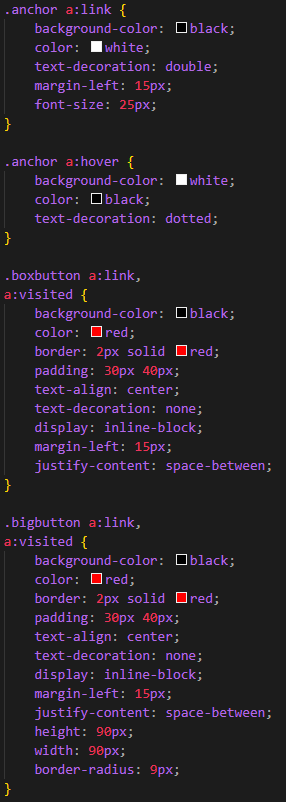 .anchor a:link {
    background-color: black;
    color: white;
    text-decoration: double;
    margin-left: 15px;
    font-size: 25px;
}

.anchor a:hover {
    background-color: white;
    color: black;
    text-decoration: dotted;
}

.boxbutton a:link,
a:visited {
    background-color: black;
    color: red;
    border: 2px solid red;
    padding: 30px 40px;
    text-align: center;
    text-decoration: none;
    display: inline-block;
    margin-left: 15px;
    justify-content: space-between;
}

.bigbutton a:link,
a:visited {
    background-color: black;
    color: red;
    border: 2px solid red;
    padding: 30px 40px;
    text-align: center;
    text-decoration: none;
    display: inline-block;
    margin-left: 15px;
    justify-content: space-between;
    height: 90px;
    width: 90px;
    border-radius: 9px;
}